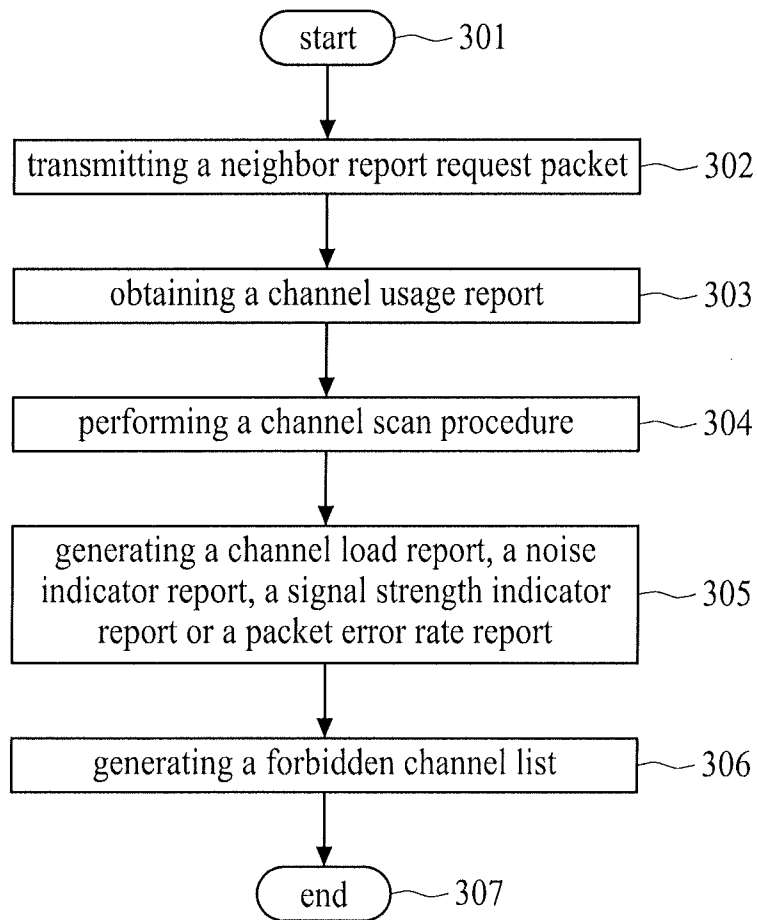 start 301
transmitting a neighbor report request packet 302
obtaining a channel usage report 303
performing a channel scan procedure 304
generating a channel load report, a noise
indicator report, a signal strength indicator 305
report or a packet error rate report
generating a forbidden channel list 306
end 307